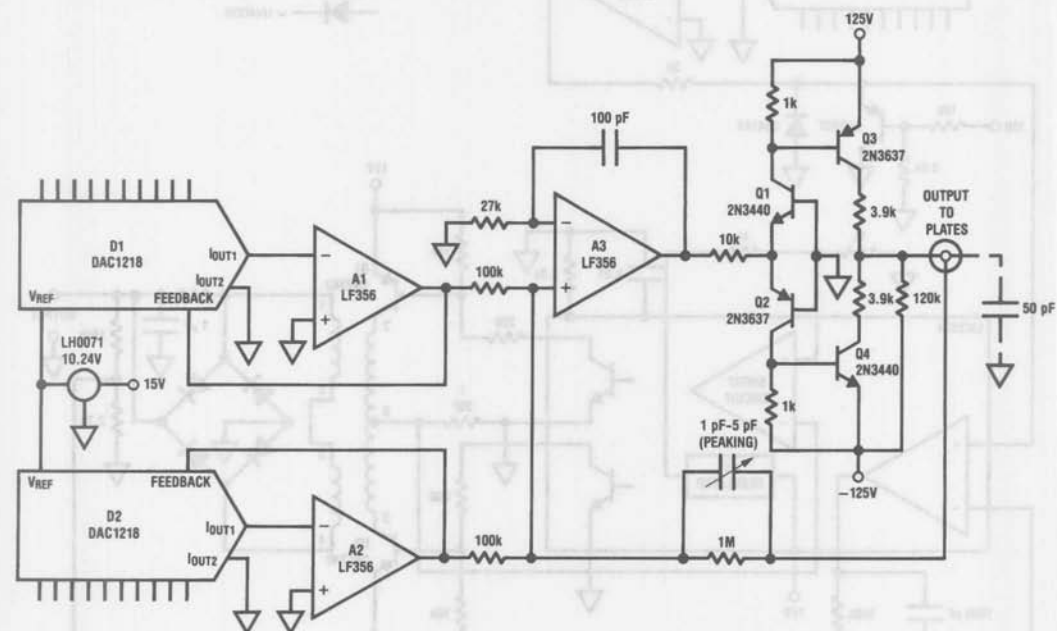 125V
1k
Q3
2N3637
100 pF
Q1
2N3440
3.9k
OUTPUT
TO
PLATES
27k
D1
DAC1218
IOUT1
IOUT2
VREF
FEEDBACK
A1
LF356
100k
A3
LF356
10k
Q2
2N3637
3.9k
120k
50 pF
LH0071
10.24V
15V
Q4
2N3440
1k
1 pF–5 pF
(PEAKING)
–125V
VREF
FEEDBACK
D2
DAC1218
IOUT1
IOUT2
A2
LF356
100k
1M